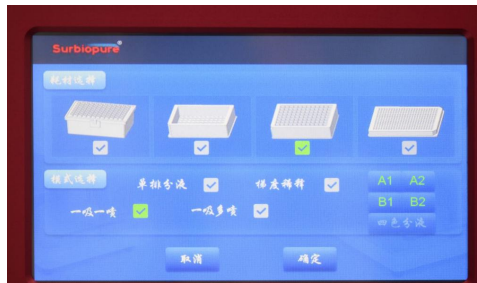 Surbiopure
耗材选择
模式选择
单排分液
梯度稀释
A1 A2
一吸一喷
一吸多喷
B1 B2
四色分液
取消
确定